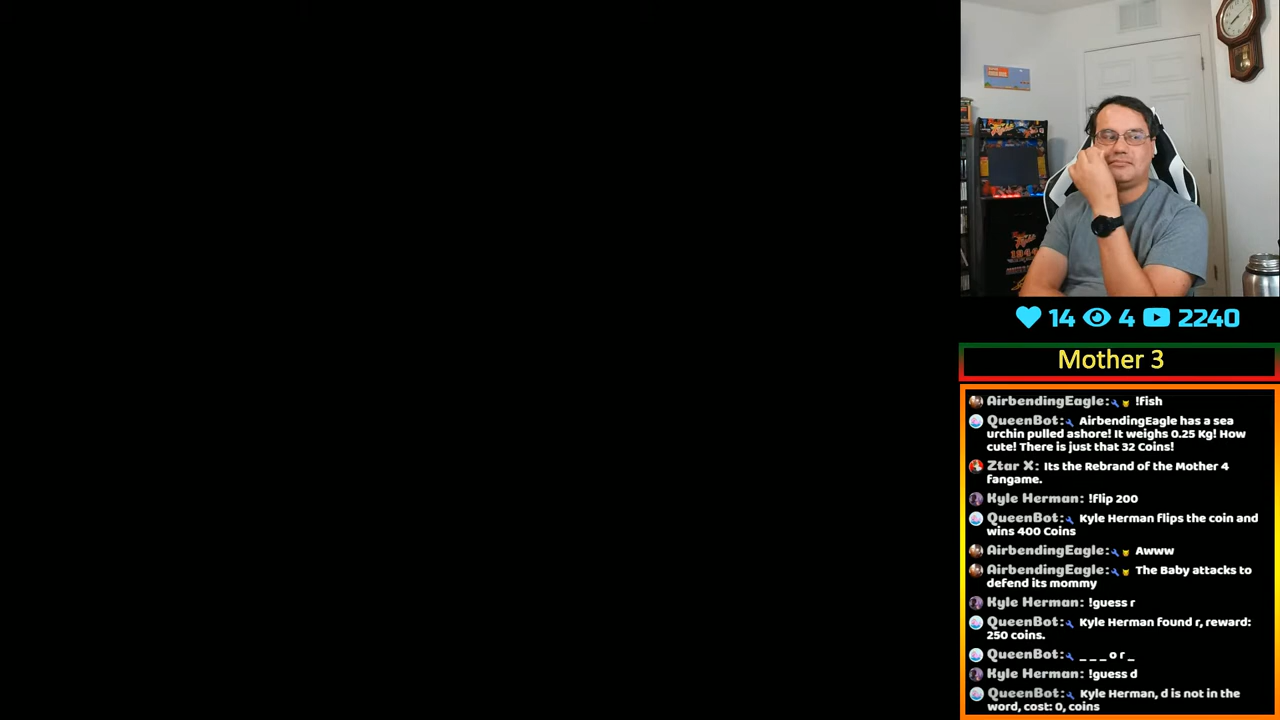 1944
14 4 2240
Mother 3
AirbendingEagle: !fish
QueenBot: AirbendingEagle has a sea
urchin pulled ashore! It weighs 0.25 Kg! How
cute! There is just that 32 Coins!
Ztar X: Its the Rebrand of the Mother 4
fangame.
Kyle Herman: !flip 200
QueenBot: Kyle Herman flips the coin and
wins 400 Coins
AirbendingEagle: Awww
AirbendingEagle: The Baby attacks to
defend its mommy
Kyle Herman: !guess r
QueenBot: Kyle Herman found r, reward:
250 coins.
QueenBot: _ _ _ o r _
Kyle Herman: !guess d
QueenBot: Kyle Herman, d is not in the
word, cost: 0, coins